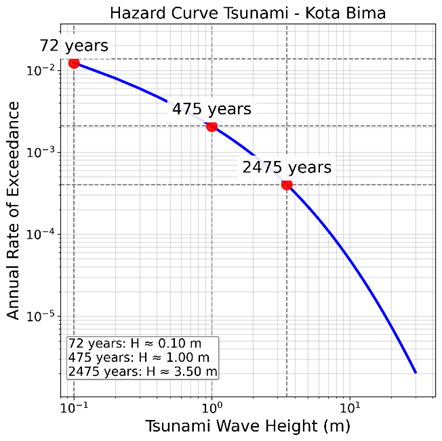 Hazard Curve Tsunami - Kota Bima
72 years
475 years
2475 years
Annual Rate of Exceedance
10⁻²
10⁻³
10⁻⁴
10⁻⁵
72 years: H ≈ 0.10 m
475 years: H ≈ 1.00 m
2475 years: H ≈ 3.50 m
10⁻¹
10⁰
10¹
Tsunami Wave Height (m)